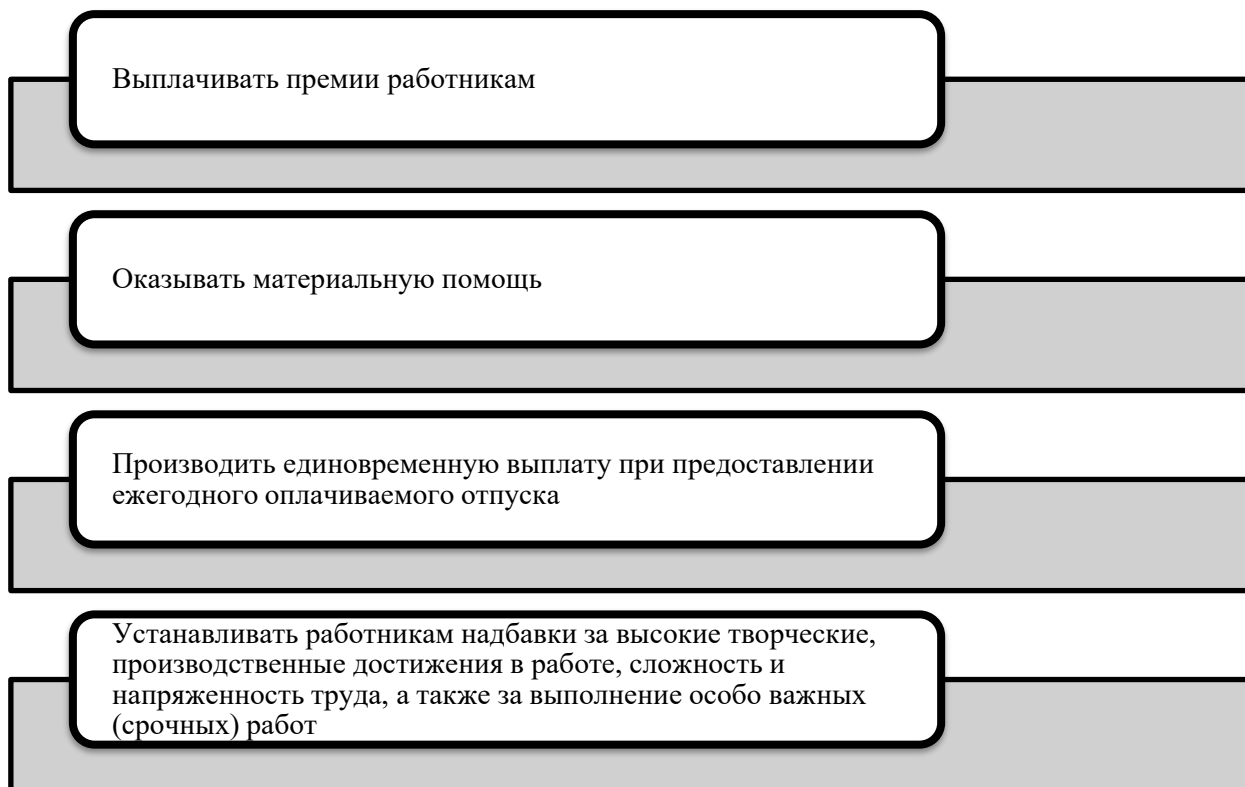 Выплачивать премии работникам
Оказывать материальную помощь
Производить единовременную выплату при предоставлении
ежегодного оплачиваемого отпуска
Устанавливать работникам надбавки за высокие творческие,
производственные достижения в работе, сложность и
напряженность труда, а также за выполнение особо важных
(срочных) работ